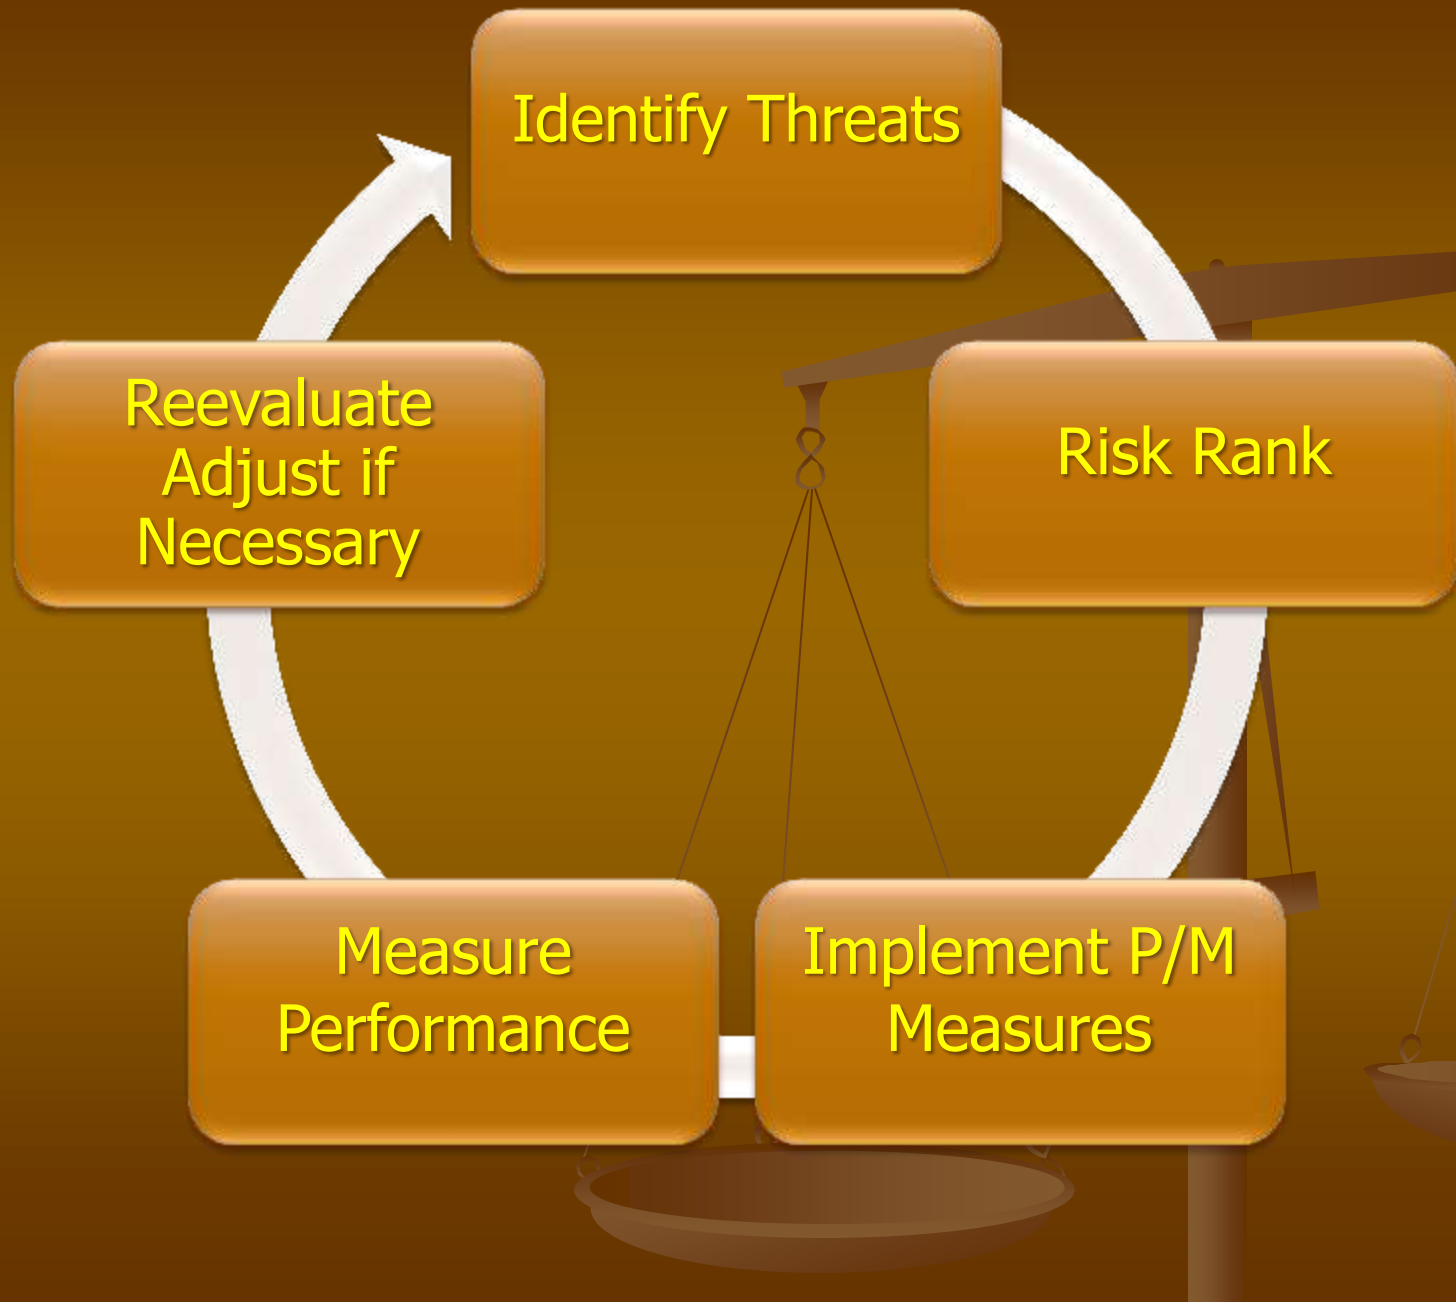 Identify Threats
Risk Rank
Implement P/M
Measures
Measure
Performance
Reevaluate
Adjust if
Necessary